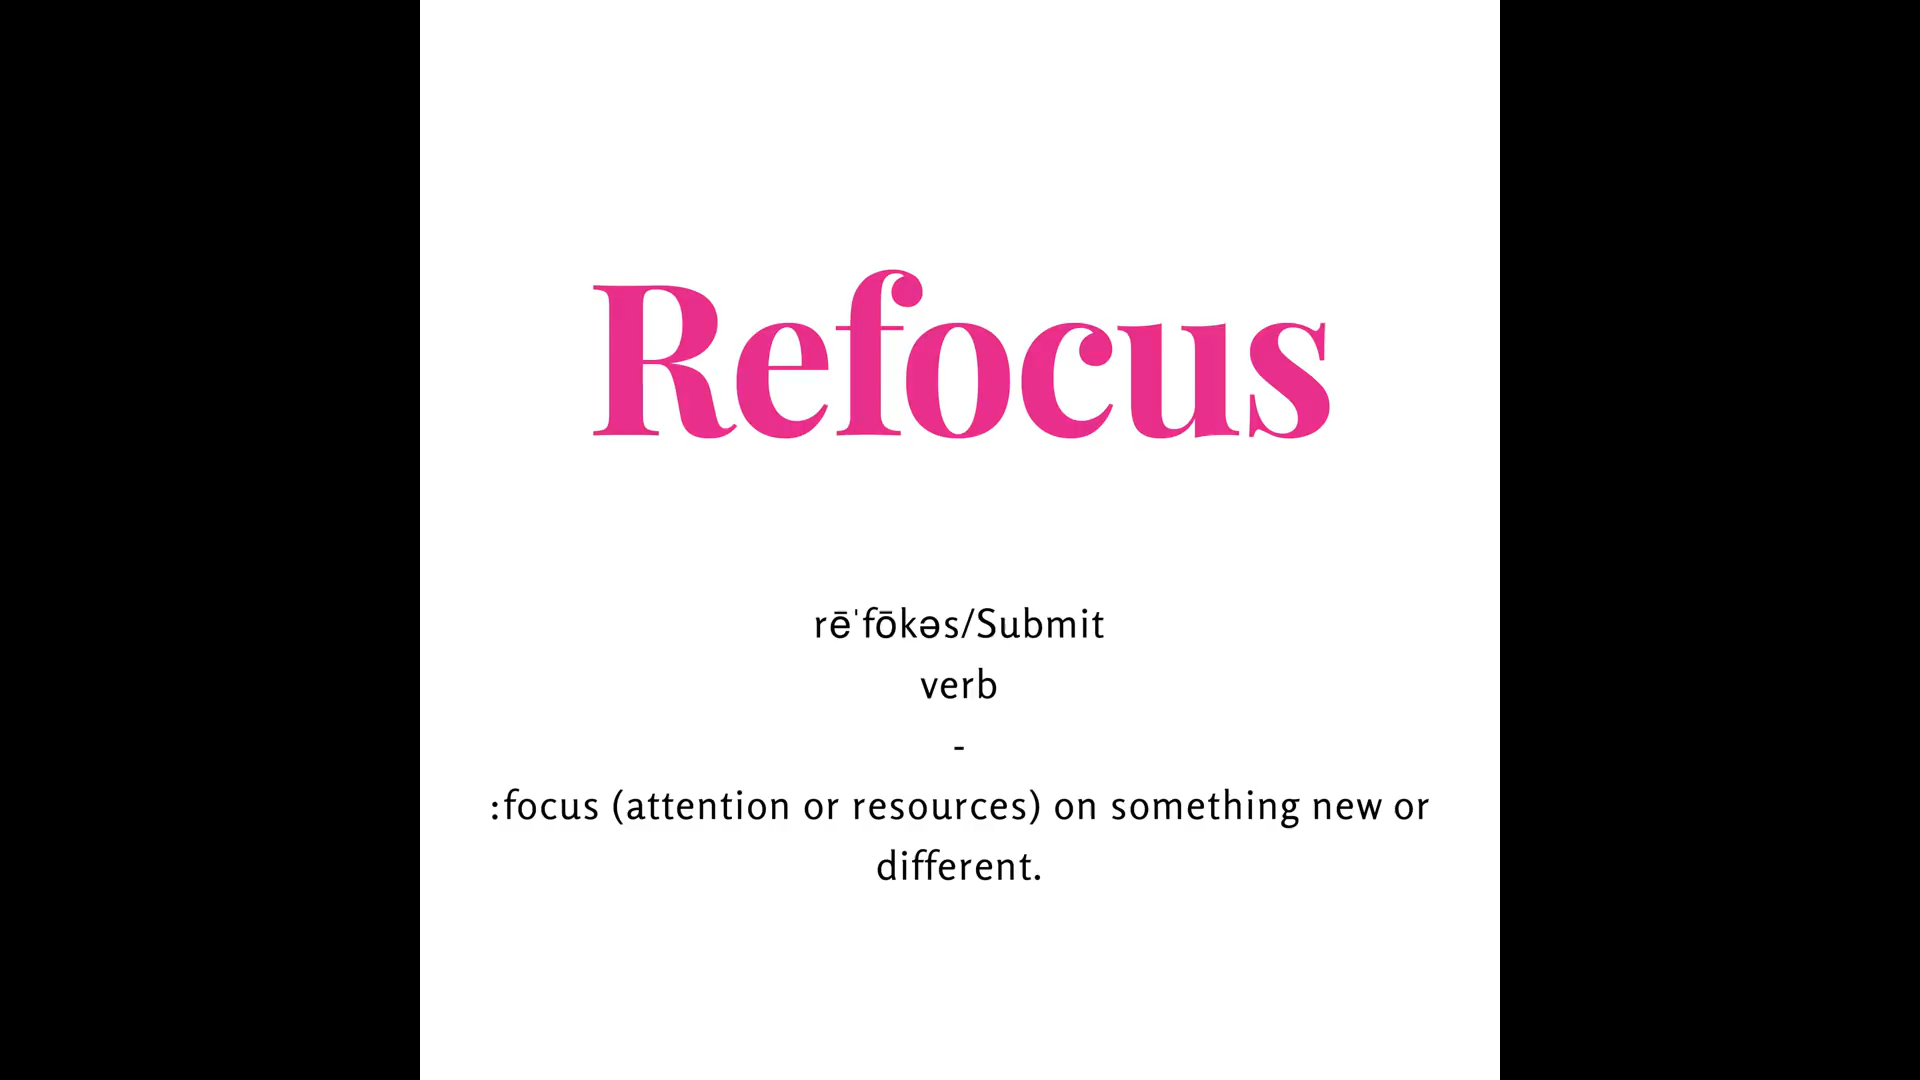 Refocus
rēˈfōkəs/Submit
verb
-
:focus (attention or resources) on something new or
different.